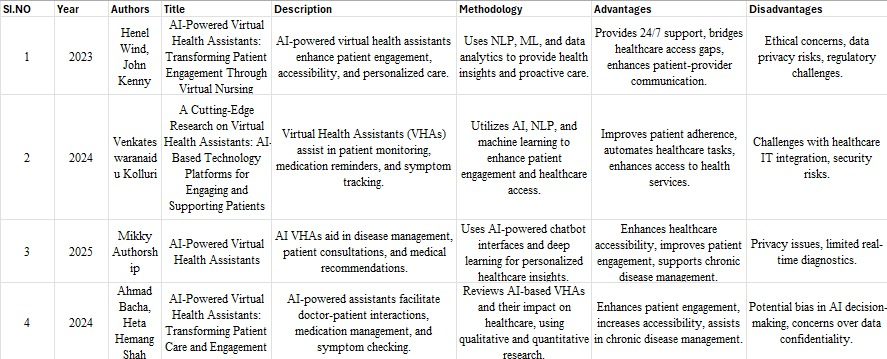 SI.NO Year Authors Title Description Methodology Advantages Disadvantages
1
2023
Henel
Wind,
John
Kenny
AI-Powered Virtual
Health Assistants:
Transforming Patient
Engagement Through
Virtual Nursing
AI-powered virtual health assistants
enhance patient engagement,
accessibility, and personalized care.
Uses NLP, ML, and data
analytics to provide health
insights and proactive care.
Provides 24/7 support, bridges
healthcare access gaps,
enhances patient-provider
communication.
Ethical concerns, data
privacy risks, regulatory
challenges.
2
2024
Venkates
waranaid
u Kolluri
A Cutting-Edge
Research on Virtual
Health Assistants: AI-
Based Technology
Platforms for
Engaging and
Supporting Patients
Virtual Health Assistants (VHAs)
assist in patient monitoring,
medication reminders, and symptom
tracking.
Utilizes AI, NLP, and
machine learning to
enhance patient
engagement and healthcare
access.
Improves patient adherence,
automates healthcare tasks,
enhances access to health
services.
Challenges with healthcare
IT integration, security
risks.
3
2025
Mikky
Authorsh
ip
AI-Powered Virtual
Health Assistants
AI VHAs aid in disease management,
patient consultations, and medical
recommendations.
Uses AI-powered chatbot
interfaces and deep
learning for personalized
healthcare insights.
Enhances healthcare
accessibility, improves patient
engagement, supports chronic
disease management.
Privacy issues, limited real-
time diagnostics.
4
2024
Ahmad
Bacha,
Heta
Hemang
Shah
AI-Powered Virtual
Health Assistants:
Transforming Patient
Care and Engagement
AI-powered assistants facilitate
doctor-patient interactions,
medication management, and
symptom checking.
Reviews AI-based VHAs
and their impact on
healthcare, using
qualitative and quantitative
research.
Enhances patient engagement,
increases accessibility, assists
in chronic disease management.
Potential bias in AI decision-
making, concerns over data
confidentiality.